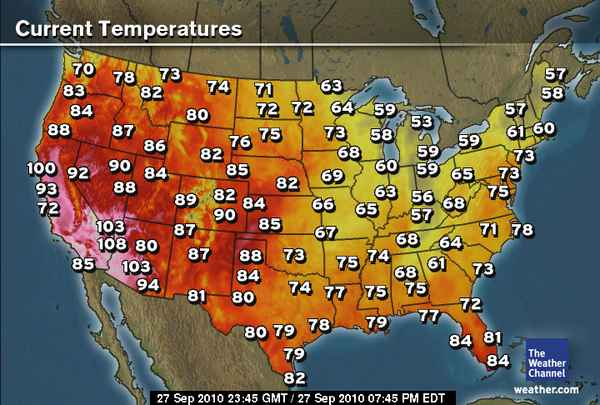 Current Temperatures
70 78 73 74 71 63 57
83 82 58
84 80 72 72 64 59 57
88 87 75 73 58 53 61 60
86 76 59
82 68 59 73
100 92 90 84 85 82 69 60 59 65 73
93 88 89 82 84 66 63 56 68 75
72 90 65 57
103 87 85 67 71 78
108 80 87 88 73 68 64
85 103 84 75 74 61
94 74 77 68 73
81 80 75 75
80 79 78 79 77 72
79 84 81
82 84
The
Weather
Channel
weather.com
27 Sep 2010 23:45 GMT / 27 Sep 2010 07:45 PM EDT